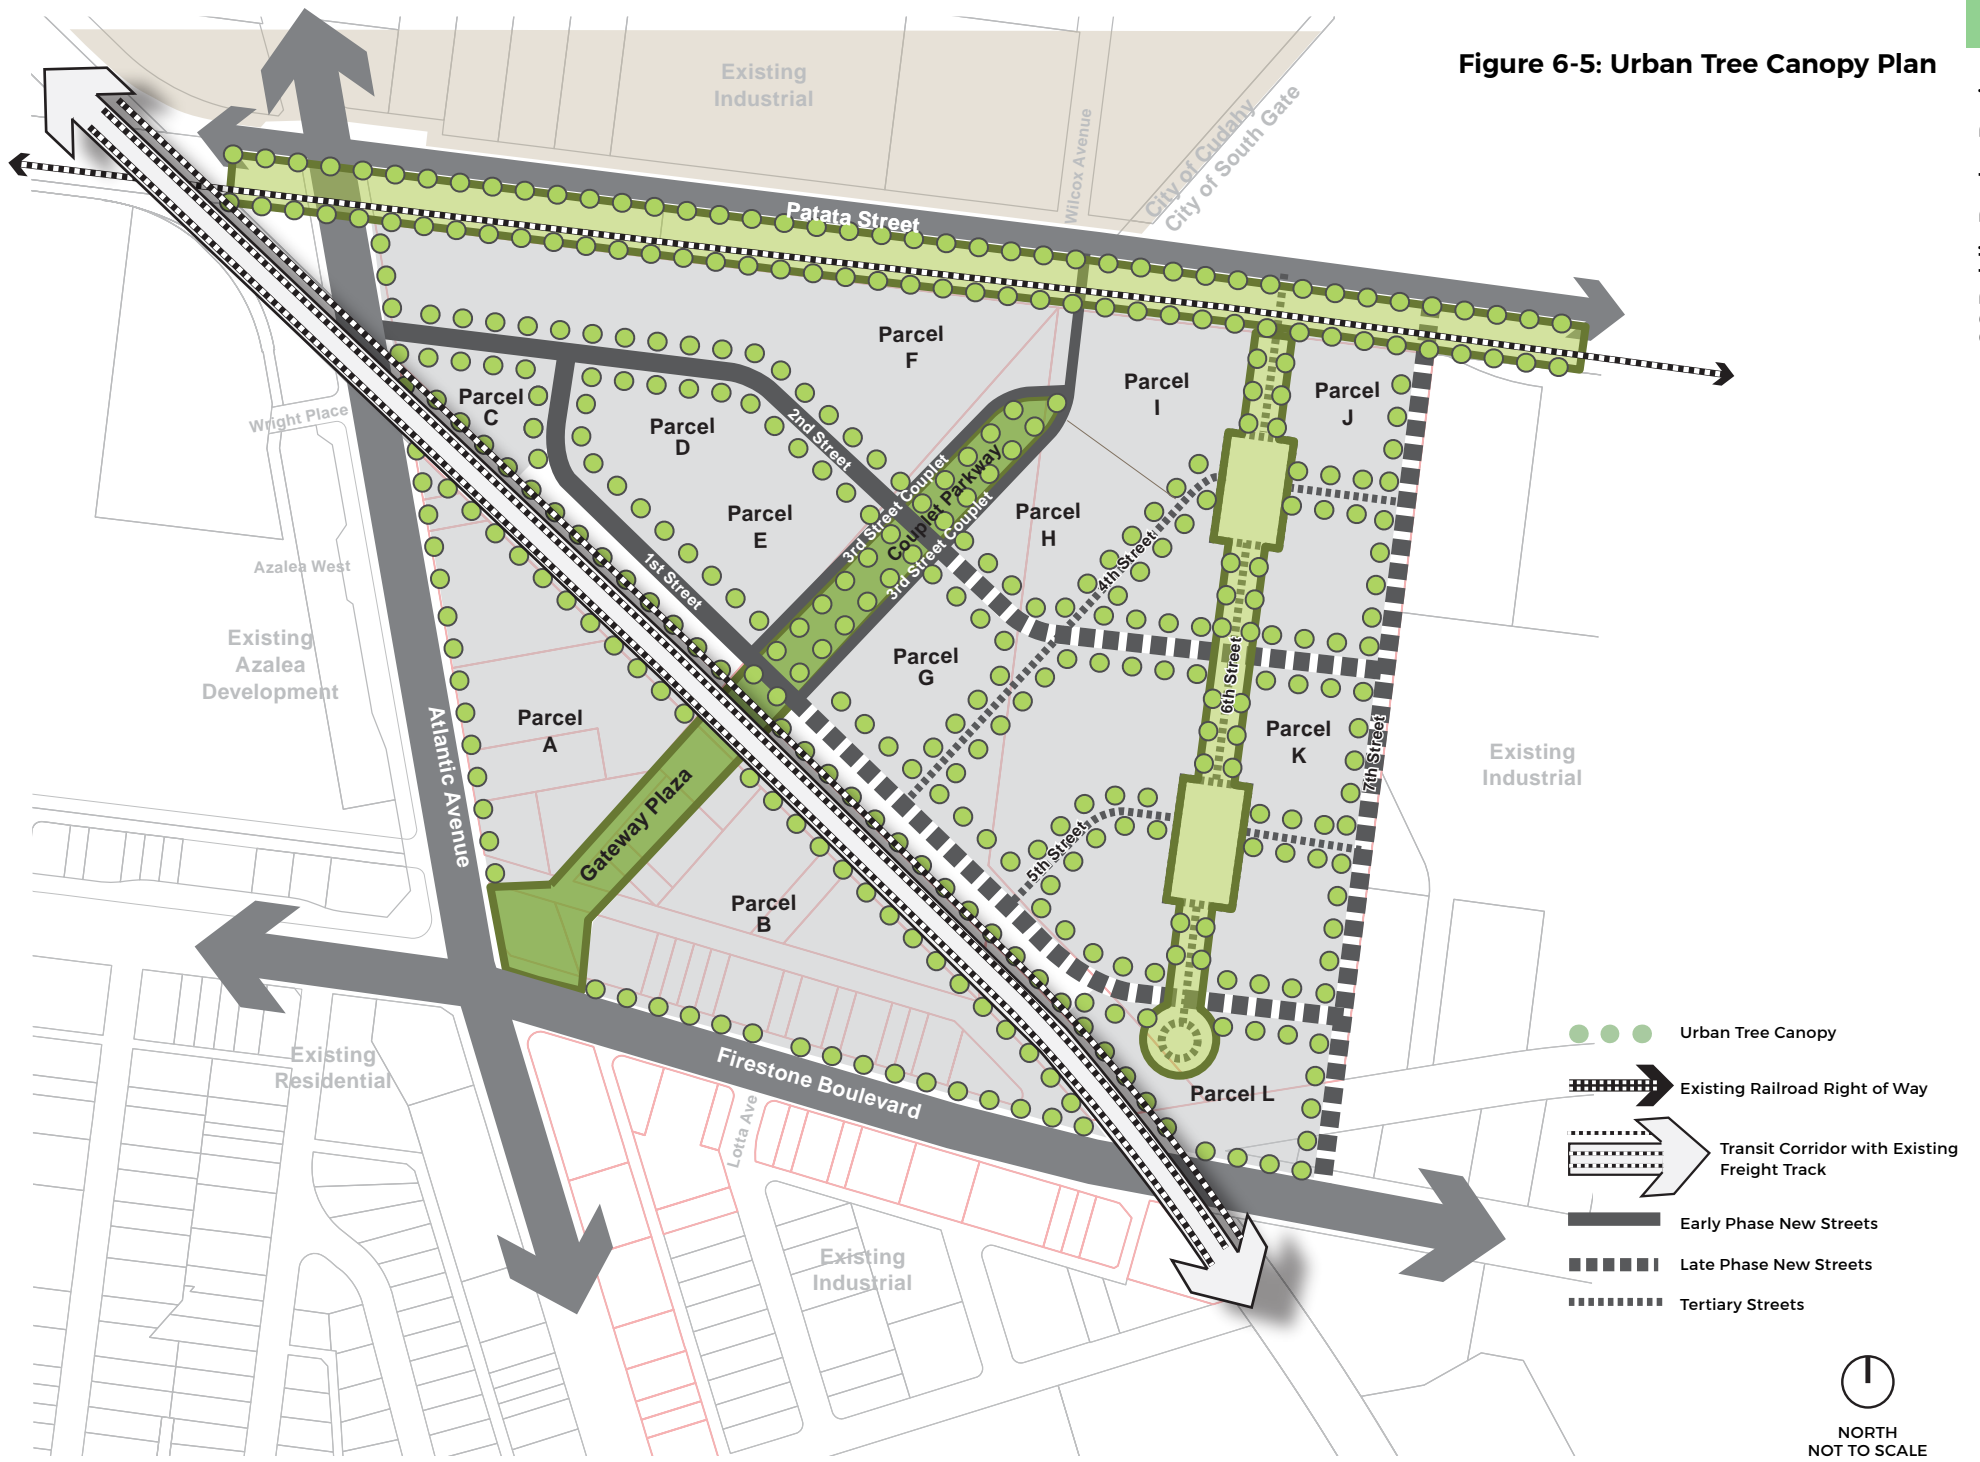 Figure 6-5: Urban Tree Canopy Plan
Existing
Industrial
Wilcox Avenue
City of Cudahy
City of South Gate
Patata Street
Parcel
F
Parcel
I
Parcel
J
Wright Place
Parcel
C
Parcel
D
2nd Street
3rd Street Couplet
Couplet Parkway
3rd Street Couplet
Parcel
E
Parcel
H
4th Street
Azalea West
1st Street
Existing
Azalea
Development
Parcel
G
6th Street
Parcel
A
Parcel
K
7th Street
Existing
Industrial
Atlantic Avenue
Gateway Plaza
5th Street
Parcel
B
Existing
Residential
Firestone Boulevard
Parcel L
Lotta Ave
Existing
Industrial
Urban Tree Canopy
Existing Railroad Right of Way
Transit Corridor with Existing
Freight Track
Early Phase New Streets
Late Phase New Streets
Tertiary Streets
NORTH
NOT TO SCALE